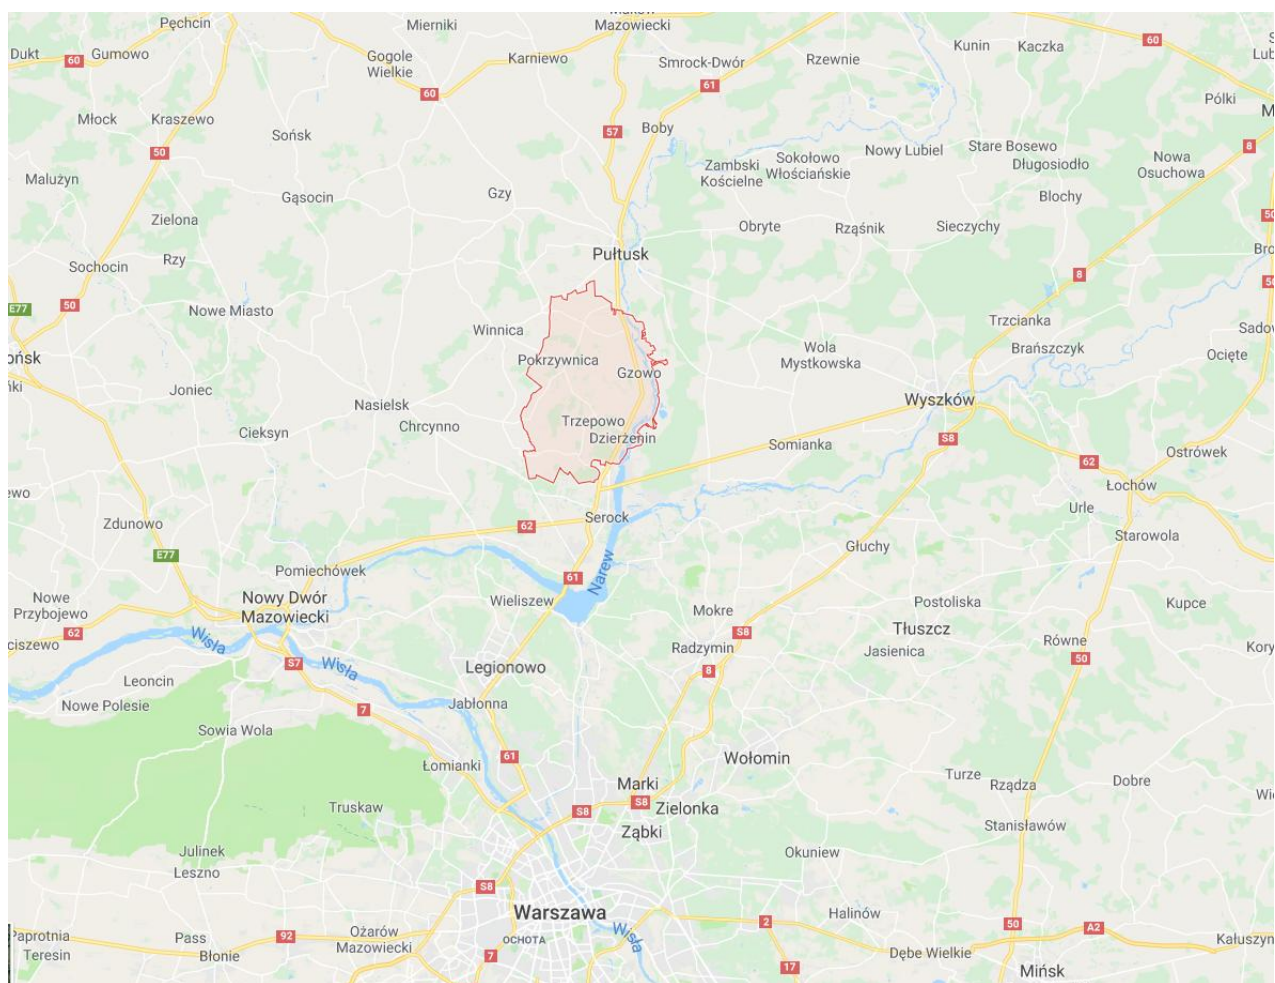 Pęchcin
Mierniki
Maków
Mazowiecki
Dukt
60
Gumowo
Gogole
Wielkie
Karniewo
Smrock-Dwór
Rzewnie
Kunin
Kaczka
60
60
61
Pólki
Młock
Kraszewo
Sońsk
57
Boby
50
Zambski
Kościelne
Sokołowo
Włościańskie
Nowy Lubiel
Stare Bosewo
Długosiodło
8
Nowa
Osuchowa
Malużyn
Gąsocin
Gzy
Blochy
Zielona
Obryte
Rząśnik
Sieczychy
50
Pułtusk
Sochocin
Rzy
8
50
E77
50
Nowe Miasto
Winnica
Trzcianka
Brańszczyk
Ocięte
Pokrzywnica
Gzowo
Wola
Mystkowska
Joniec
Nasielsk
Wyszków
Chrcynno
Trzepowo
Cieksyn
Dzierżenin
Somianka
S8
62
Ostrówek
Łochów
Zdunowo
62
Serock
Urle
Starowola
E77
Głuchy
Pomiechówek
61
Narew
Nowe
Przybojewo
Nowy Dwór
Mazowiecki
Wieliszew
Mokre
Postoliska
Kupce
62
Wisła
S8
Tłuszcz
Radzymin
Jasienica
Równe
S7
Wisła
Legionowo
8
50
Leoncin
Nowe Polesie
7
Jabłonna
Sowia Wola
61
Łomianki
Wołomin
Marki
Turze
Rządza
Dobre
Truskaw
S8
S8
Zielonka
Ząbki
Stanisławów
Julinek
Leszno
Okuniew
S8
Warszawa
Halinów
2
50
A2
Paprotnia
Teresin
Pass
Błonie
92
Ożarów
Mazowiecki
OCHOTA
7
Wisła
17
Dębe Wielkie
Kałuszyn
Mińsk